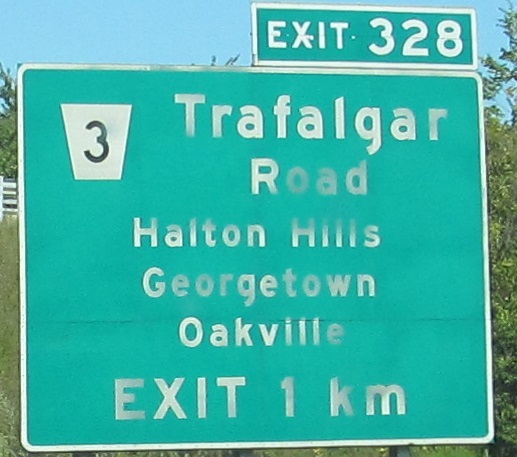 EXIT 328
3
Trafalgar
Road
Halton Hills
Georgetown
Oakville
EXIT 1 km